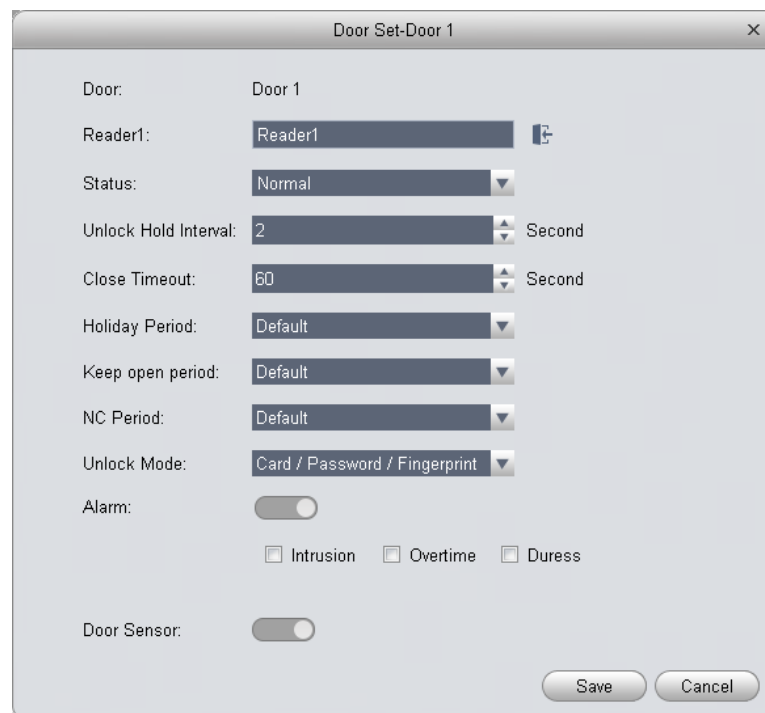 Door Set-Door 1
Door: Door 1
Reader1: Reader1
Status: Normal
Unlock Hold Interval: 2 Second
Close Timeout: 60 Second
Holiday Period: Default
Keep open period: Default
NC Period: Default
Unlock Mode: Card / Password / Fingerprint
Alarm:
Intrusion Overtime Duress
Door Sensor:
Save Cancel